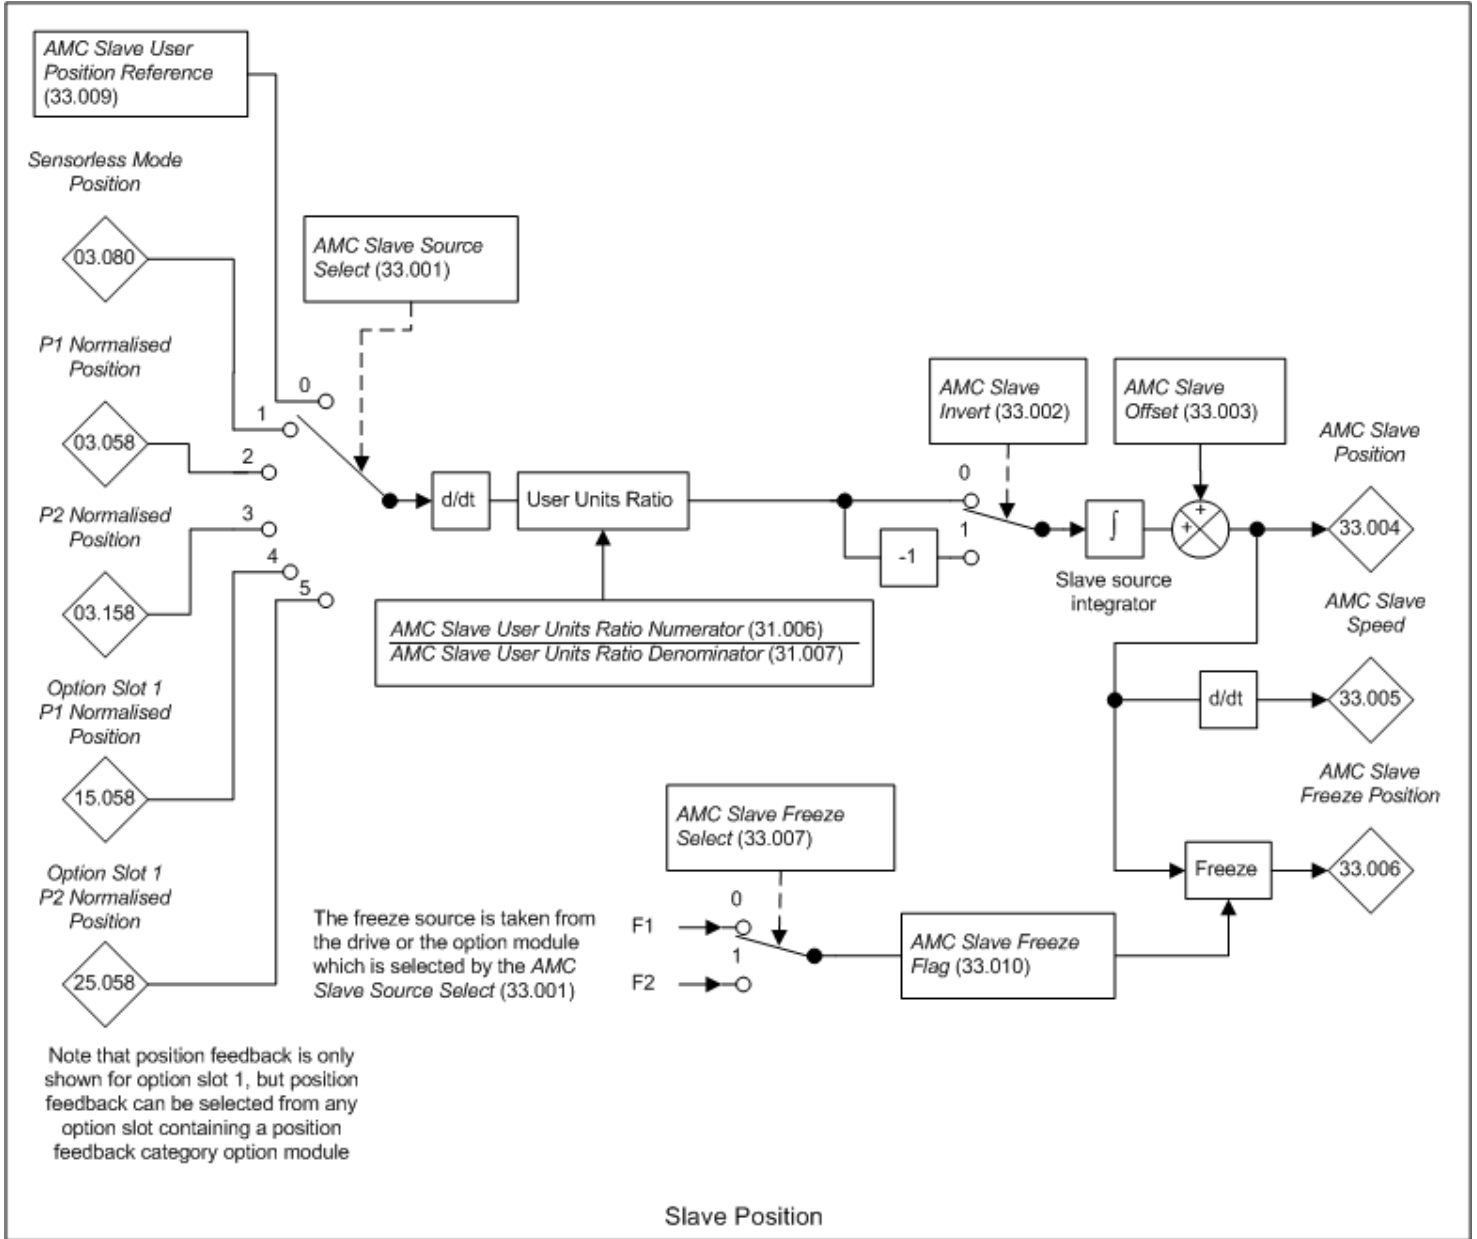 AMC Slave User
Position Reference
(33.009)
Sensorless Mode
Position
03.080
P1 Normalised
Position
03.058
P2 Normalised
Position
03.158
Option Slot 1
P1 Normalised
Position
15.058
Option Slot 1
P2 Normalised
Position
25.058
Note that position feedback is only
shown for option slot 1, but position
feedback can be selected from any
option slot containing a position
feedback category option module
AMC Slave Source
Select (33.001)
0
1
2
3
4
5
d/dt
User Units Ratio
AMC Slave User Units Ratio Numerator (31.006)
AMC Slave User Units Ratio Denominator (31.007)
AMC Slave
Invert (33.002)
0
1
-1
∫
Slave source
integrator
AMC Slave
Offset (33.003)
+
+
AMC Slave
Position
33.004
AMC Slave
Speed
d/dt
33.005
AMC Slave
Freeze Position
Freeze
33.006
AMC Slave Freeze
Select (33.007)
The freeze source is taken from
the drive or the option module
which is selected by the AMC
Slave Source Select (33.001)
F1
0
1
F2
AMC Slave Freeze
Flag (33.010)
Slave Position